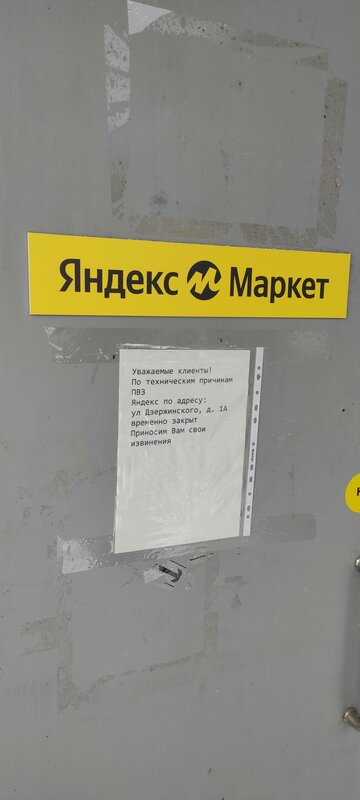 Яндекс Маркет
Уважаемые клиенты!
По техническим причинам
ПВЗ
Яндекс по адресу:
ул Дзержинского, д. 1А
временно закрыт
Приносим Вам свои
извинения